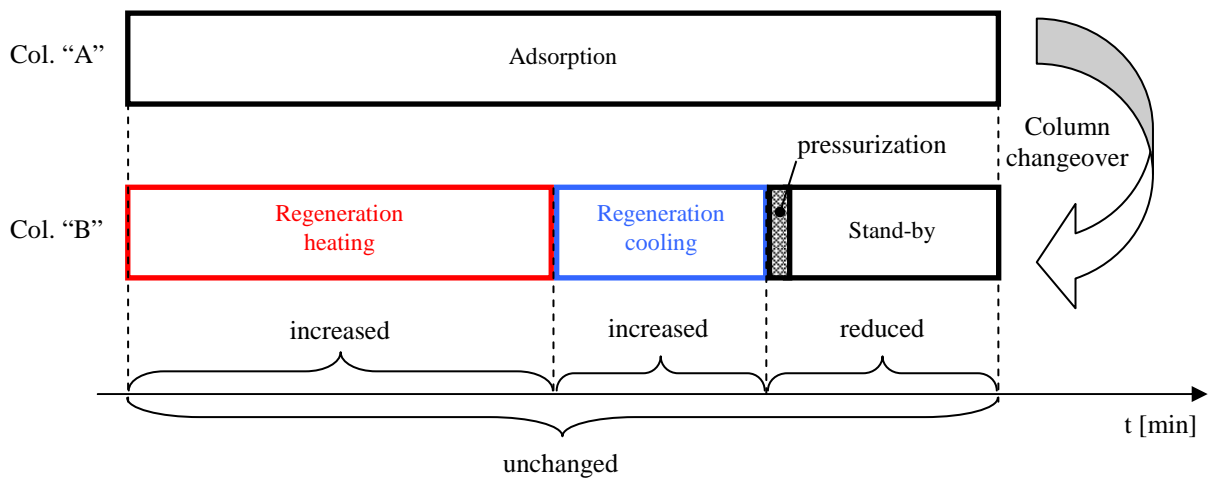 Col. “A”
Adsorption
Column
changeover
pressurization
Col. “B”
Regeneration
heating
Regeneration
cooling
Stand-by
increased
increased
reduced
t [min]
unchanged